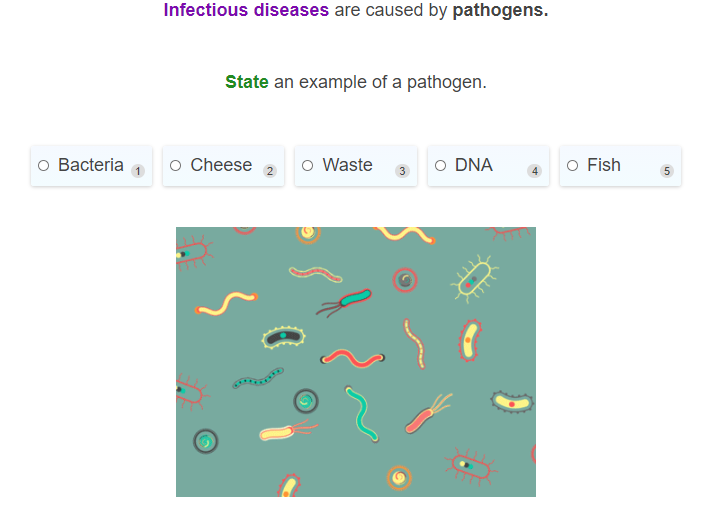 Infectious diseases are caused by pathogens.
State an example of a pathogen.
Bacteria 1 Cheese 2 Waste 3 DNA 4 Fish 5